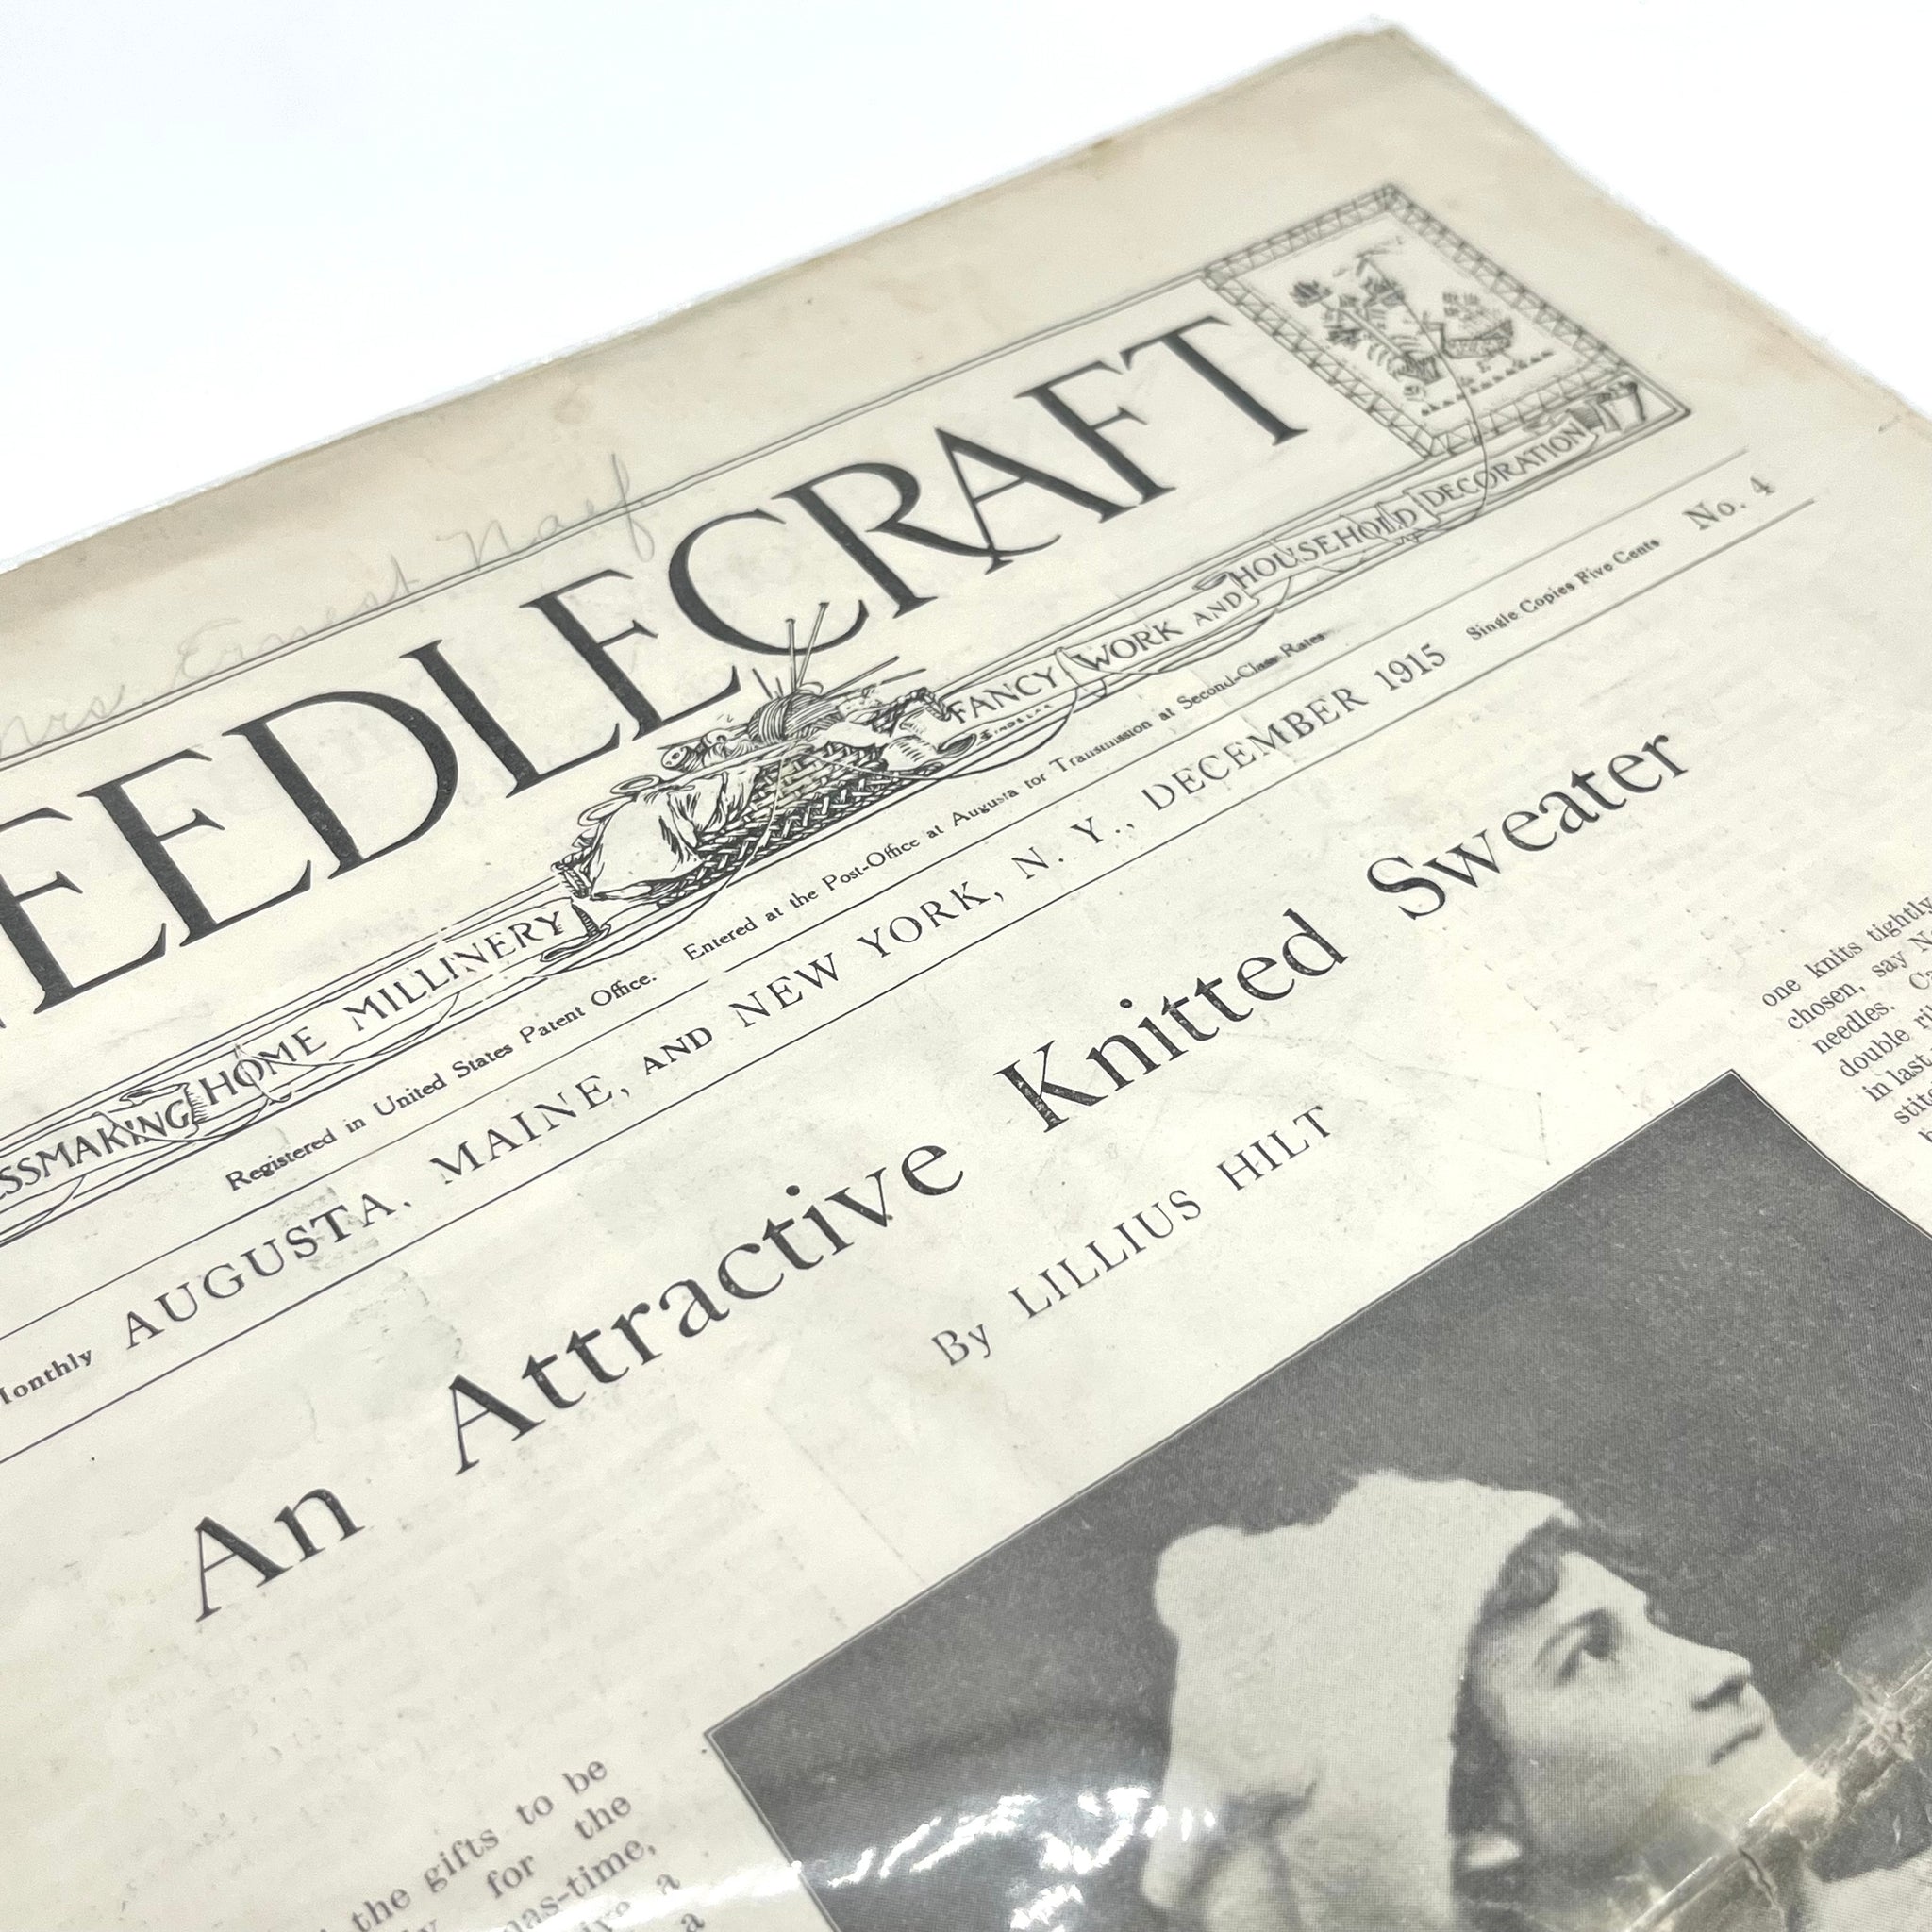 Mrs Ernest Naef
EEDLECRAFT
SSMAKING HOME MILLINERY FANCY WORK AND HOUSEHOLD DECORATION
Registered in United States Patent Office. Entered at the Post-Office at Augusta for Transmission at Second-Class Rates
Monthly AUGUSTA, MAINE, AND NEW YORK, N. Y., DECEMBER 1915 Single Copies Five Cents No. 4
An Attractive Knitted Sweater
By LILLIUS HILT
the gifts to be
for the
mas-time,
a
a
one knits tightly
chosen, say
needles.
double
in last